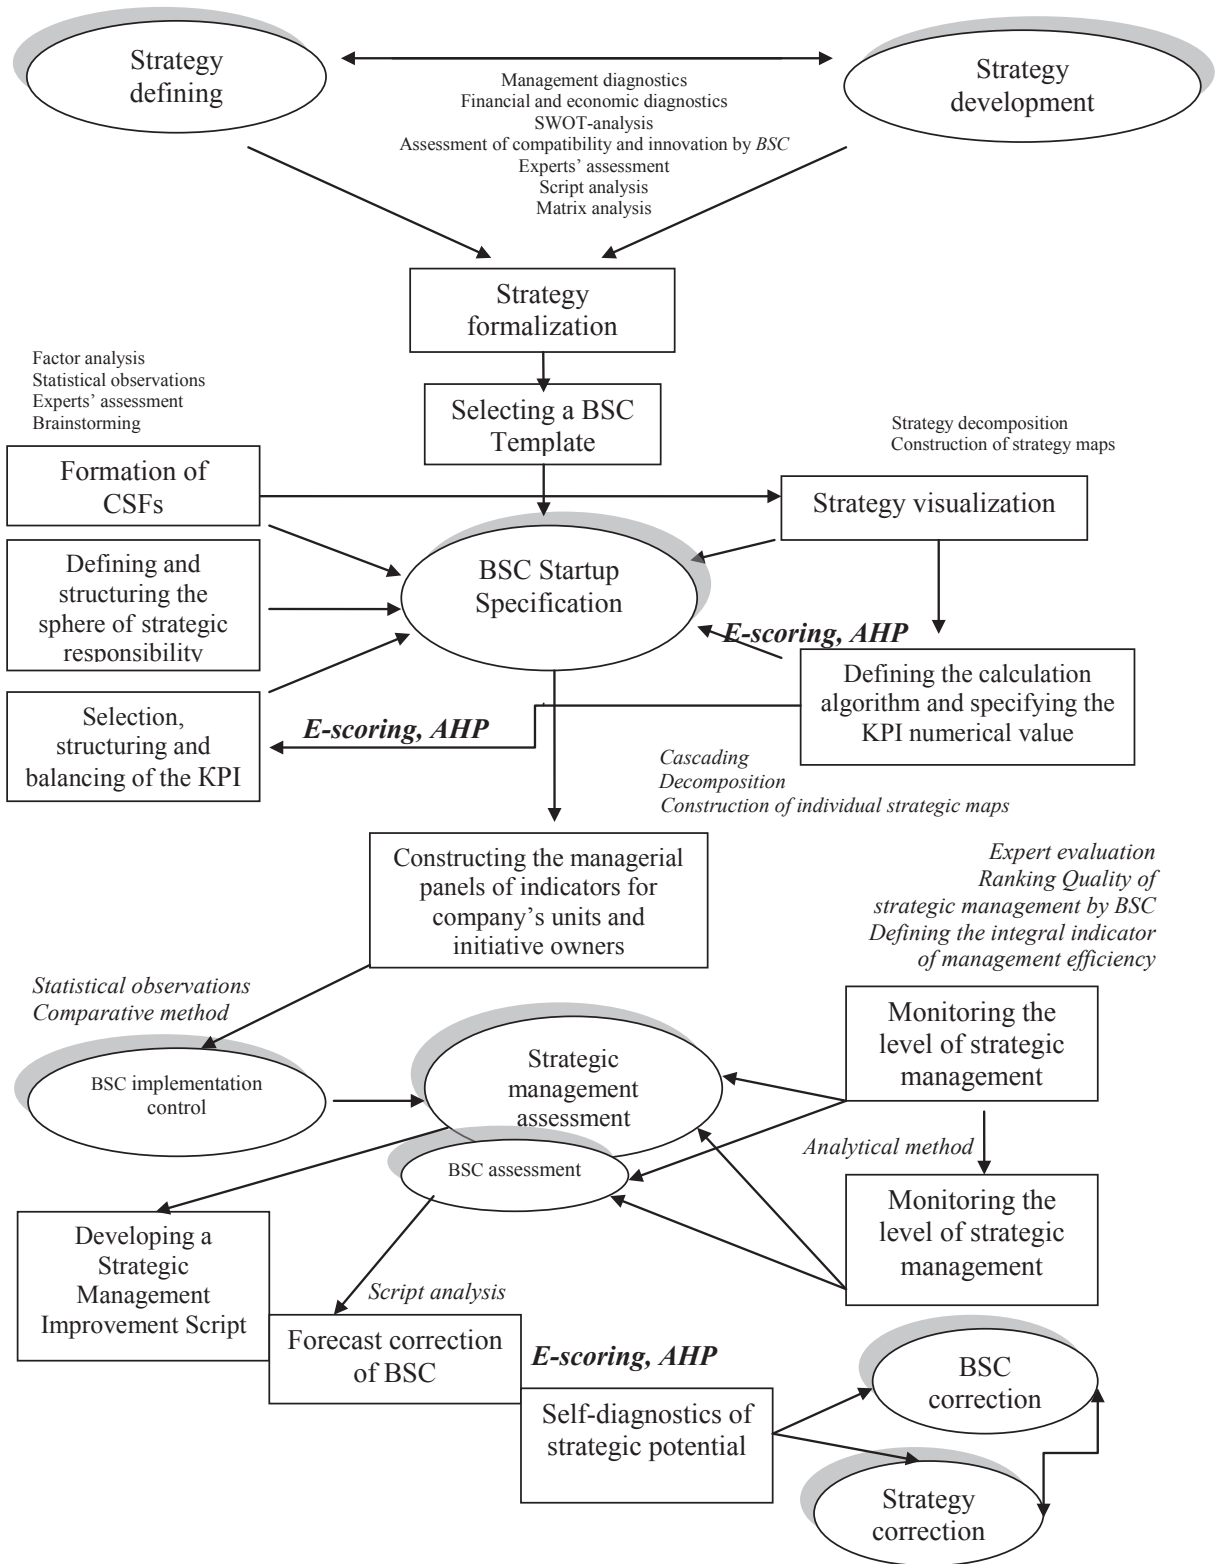 Strategy
defining
Strategy
development
Management diagnostics
Financial and economic diagnostics
SWOT-analysis
Assessment of compatibility and innovation by BSC
Experts’ assessment
Script analysis
Matrix analysis
Strategy
formalization
Factor analysis
Statistical observations
Experts’ assessment
Brainstorming
Selecting a BSC
Template
Strategy decomposition
Construction of strategy maps
Formation of
CSFs
Strategy visualization
Defining and
structuring the
sphere of strategic
responsibility
BSC Startup
Specification
E-scoring, AHP
Defining the calculation
algorithm and specifying the
KPI numerical value
Selection,
structuring and
balancing of the KPI
E-scoring, AHP
Cascading
Decomposition
Construction of individual strategic maps
Constructing the managerial
panels of indicators for
company’s units and
initiative owners
Expert evaluation
Ranking Quality of
strategic management by BSC
Defining the integral indicator
of management efficiency
Statistical observations
Comparative method
BSC implementation
control
Strategic
management
assessment
Monitoring the
level of strategic
management
BSC assessment
Analytical method
Monitoring the
level of strategic
management
Developing a
Strategic
Management
Improvement Script
Script analysis
Forecast correction
of BSC
E-scoring, AHP
Self-diagnostics of
strategic potential
BSC
correction
Strategy
correction